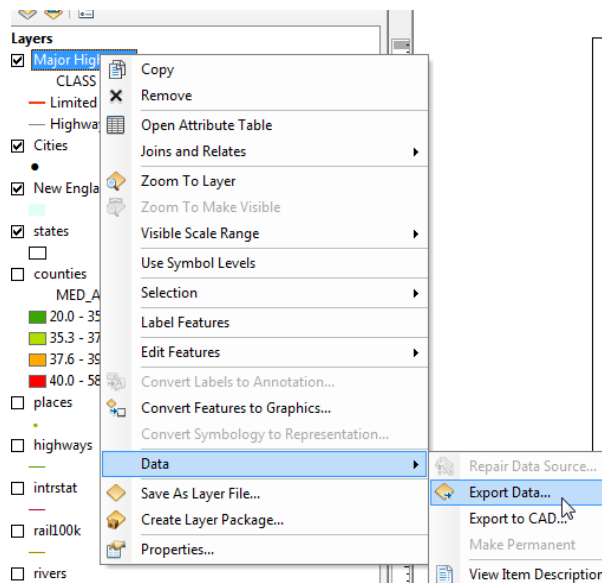 Layers
Major High
CLASS
Limited
Highwa
Cities
New Engla
states
counties
MED_A
20.0 - 35
35.3 - 37
37.6 - 39
40.0 - 58
places
highways
intrstat
rail100k
rivers
Copy
Remove
Open Attribute Table
Joins and Relates
Zoom To Layer
Zoom To Make Visible
Visible Scale Range
Use Symbol Levels
Selection
Label Features
Edit Features
Convert Labels to Annotation...
Convert Features to Graphics...
Convert Symbology to Representation...
Data
Save As Layer File...
Create Layer Package...
Properties...
Repair Data Source...
Export Data...
Export to CAD...
Make Permanent
View Item Description